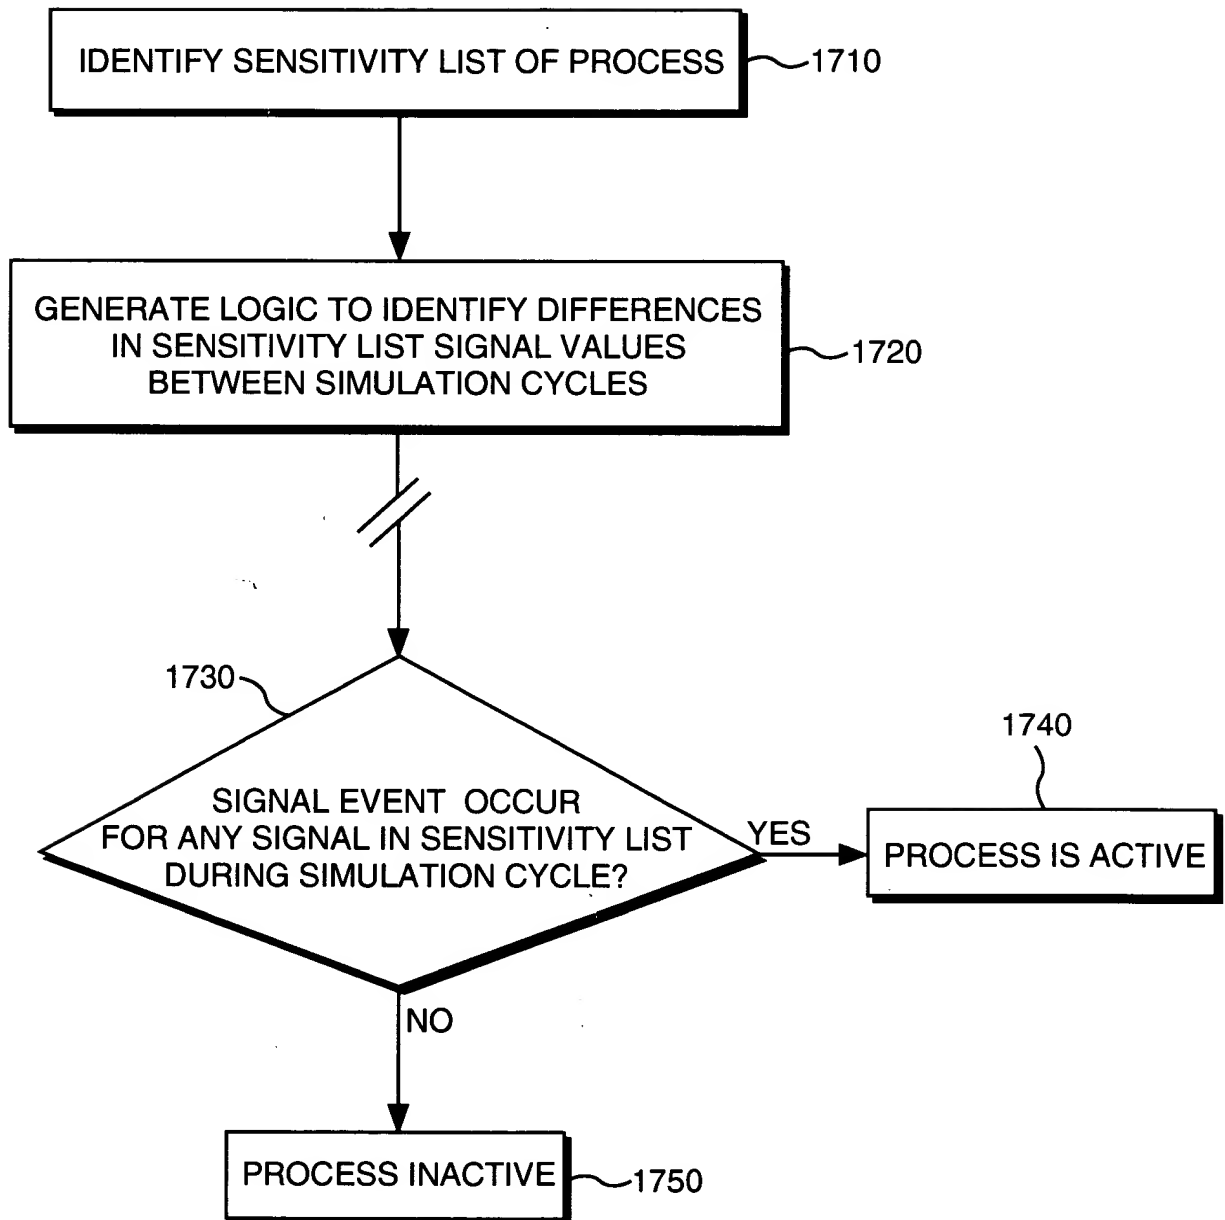 IDENTIFY SENSITIVITY LIST OF PROCESS
1710
GENERATE LOGIC TO IDENTIFY DIFFERENCES
IN SENSITIVITY LIST SIGNAL VALUES
BETWEEN SIMULATION CYCLES
1720
1730
SIGNAL EVENT OCCUR
FOR ANY SIGNAL IN SENSITIVITY LIST
DURING SIMULATION CYCLE?
YES
1740
PROCESS IS ACTIVE
NO
PROCESS INACTIVE
1750